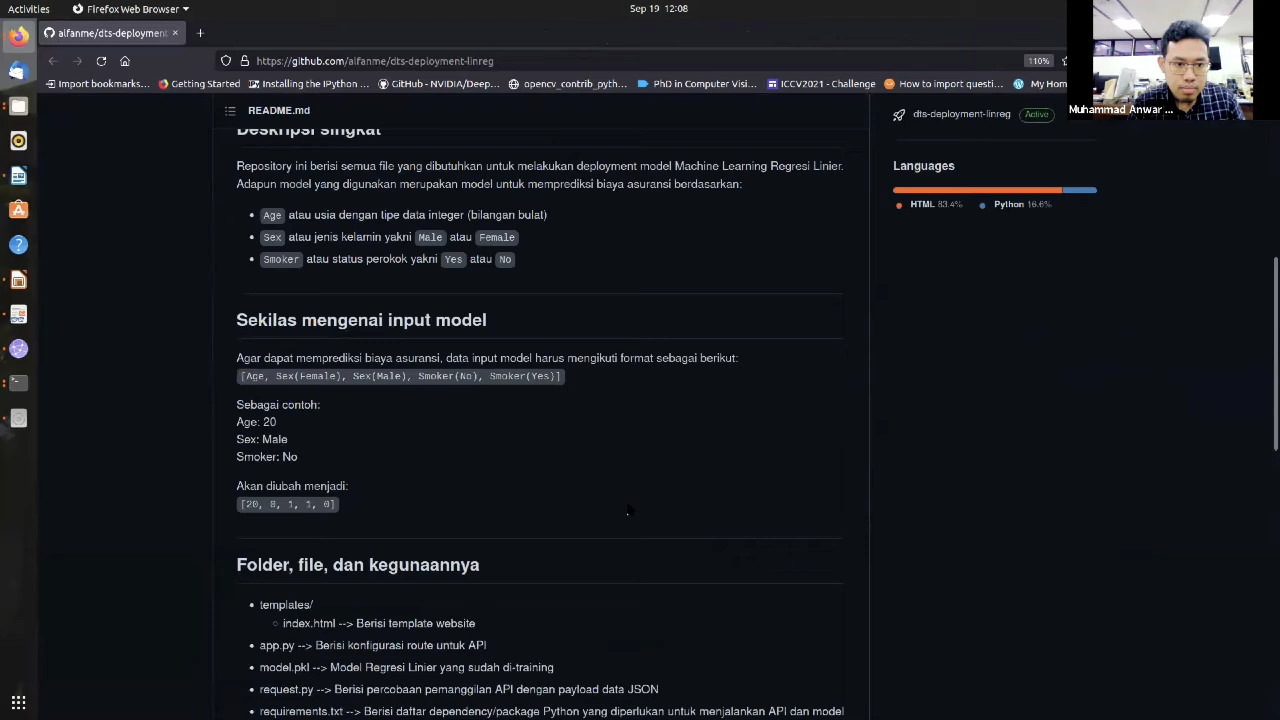 Activities
Firefox Web Browser
Sep 19 12:08
aifanme/dts-deployment
https://github.com/aifanme/dts-deployment-linreg
110%
Import bookmarks...
Getting Started
Installing the IPython ...
GitHub - NVIDIA/Deep...
opencv_contrib_pyth...
PhD in Computer Visi...
ICCV2021 - Challenge
How to import questi...
My Hom
Muhammad Anwar ...
README.md
Deskripsi singkat
Repository ini berisi semua file yang dibutuhkan untuk melakukan deployment model Machine Learning Regresi Linier.
Adapun model yang digunakan merupakan model untuk memprediksi biaya asuransi berdasarkan:
Age atau usia dengan tipe data integer (bilangan bulat)
Sex atau jenis kelamin yakni Male atau Female
Smoker atau status perokok yakni Yes atau No
Sekilas mengenai input model
Agar dapat memprediksi biaya asuransi, data input model harus mengikuti format sebagai berikut:
[Age, Sex(Female), Sex(Male), Smoker(No), Smoker(Yes)]
Sebagai contoh:
Age: 20
Sex: Male
Smoker: No
Akan diubah menjadi:
[20, 0, 1, 1, 0]
Folder, file, dan kegunaannya
templates/
index.html --> Berisi template website
app.py --> Berisi konfigurasi route untuk API
model.pkl --> Model Regresi Linier yang sudah di-training
request.py --> Berisi percobaan pemanggilan API dengan payload data JSON
requirements.txt --> Berisi daftar dependency/package Python yang diperlukan untuk menjalankan API dan model
dts-deployment-linreg Active
Languages
HTML 83.4% Python 16.6%